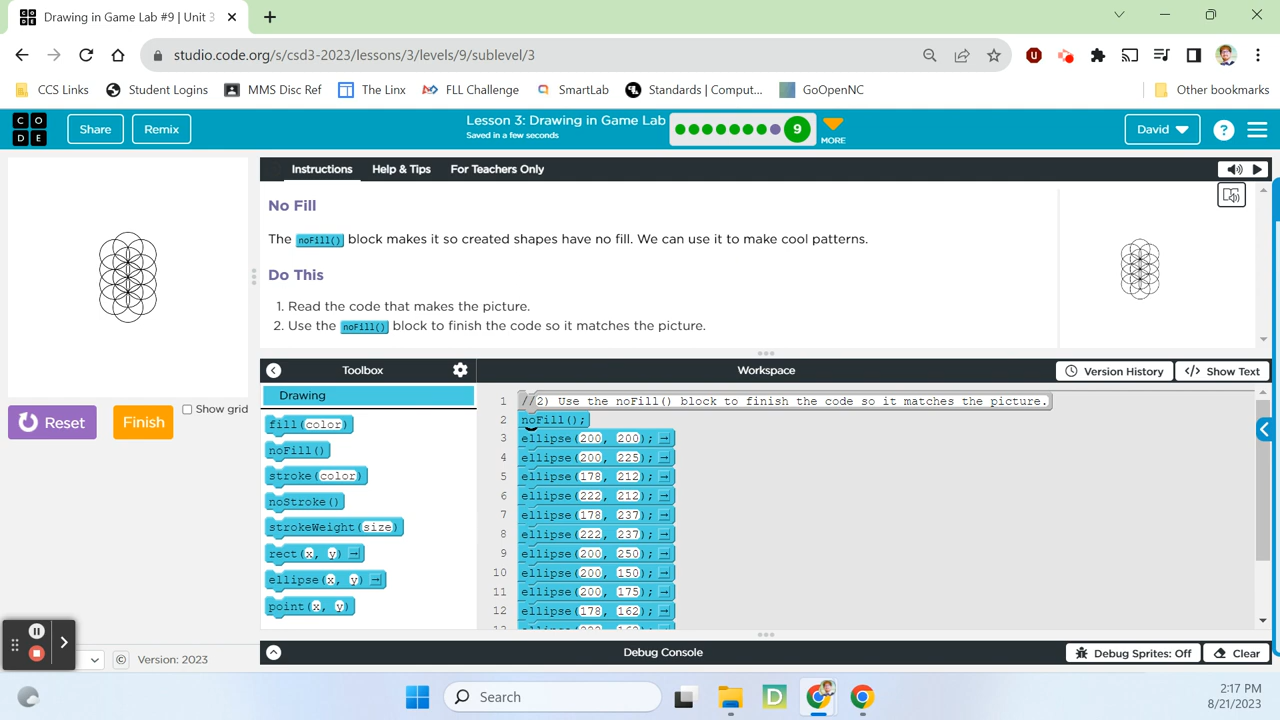 Drawing in Game Lab #9 | Unit 3
studio.code.org/s/csd3-2023/lessons/3/levels/9/sublevel/3
CCS Links
Student Logins
MMS Disc Ref
The Linx
FLL Challenge
SmartLab
Standards | Comput...
GoOpenNC
Other bookmarks
CO
DE
Share
Remix
Lesson 3: Drawing in Game Lab
Saved in a few seconds
9
MORE
David
?
Instructions
Help & Tips
For Teachers Only
No Fill
The noFill() block makes it so created shapes have no fill. We can use it to make cool patterns.
Do This
1. Read the code that makes the picture.
2. Use the noFill() block to finish the code so it matches the picture.
Reset
Finish
Show grid
Toolbox
Workspace
Version History
</> Show Text
Drawing
fill(color)
noFill()
stroke(color)
noStroke()
strokeWeight(size)
rect(x, y)
ellipse(x, y)
point(x, y)
1 //2) Use the noFill() block to finish the code so it matches the picture.
2 noFill();
3 ellipse(200, 200);
4 ellipse(200, 225);
5 ellipse(178, 212);
6 ellipse(222, 212);
7 ellipse(178, 237);
8 ellipse(222, 237);
9 ellipse(200, 250);
10 ellipse(200, 150);
11 ellipse(200, 175);
12 ellipse(178, 162);
Debug Console
Debug Sprites: Off
Clear
© Version: 2023
Search
D
2:17 PM
8/21/2023